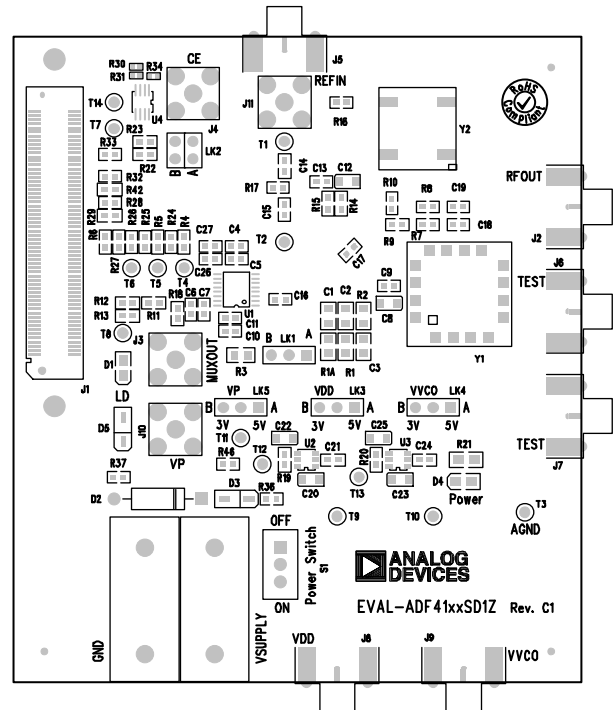 R30
R31
R34
CE
T14
U4
J4
T7
R23
LK2
R33
R22
B
A
J5
REFIN
J11
R16
T1
Y2
RoHS
Compliant
R32
R42
R28
R29
R17
C14
C13
C12
C15
R15
R14
T2
R10
R8
C19
R9
R7
C18
RFOUT
J2
J6
TEST
R6
R27
R26
R25
R5
R24
R4
C27
C4
C26
C5
C17
T6
T5
T4
C9
C8
R12
R13
R11
R18
C6
C7
U1
C16
C11
C10
C1
C2
R2
T8
J3
MUXOUT
R3
B
LK1
A
R1A
R1
C3
Y1
J1
D1
LD
D5
J10
VP
VP
LK5
B
A
3V
5V
VDD
LK3
B
A
3V
5V
VVCO
LK4
B
A
3V
5V
T11
C22
U2
C21
C25
U3
C24
R21
TEST
J7
R37
R46
T12
R19
C20
R20
T13
C23
D4
Power
D2
D3
R36
T9
T10
T3
AGND
OFF
Power Switch
S1
ON
ANALOG
DEVICES
EVAL-ADF41xxSD1Z Rev. C1
GND
VSUPPLY
VDD
J8
J9
VVCO